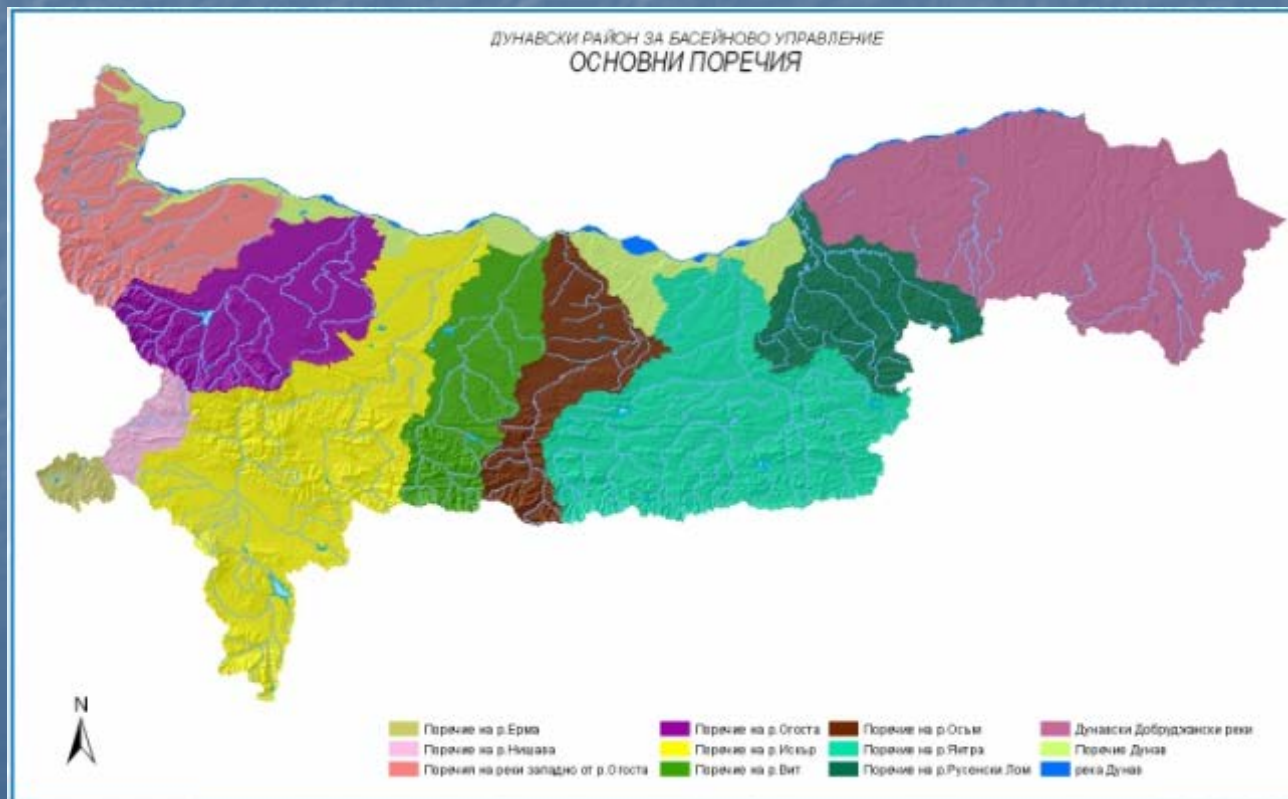 ДУНАВСКИ РАЙОН ЗА БАСЕЙНОВО УПРАВЛЕНИЕ
ОСНОВНИ ПОРЕЧИЯ
N
Поречие на р.Ерма
Поречие на р.Нишава
Поречия на реки западно от р.Огоста
Поречие на р.Огоста
Поречие на р.Искър
Поречие на р.Вит
Поречие на р.Осъм
Поречие на р.Янтра
Поречие на р.Русенски Лом
Дунавски Добруджански реки
Поречие Дунав
река Дунав